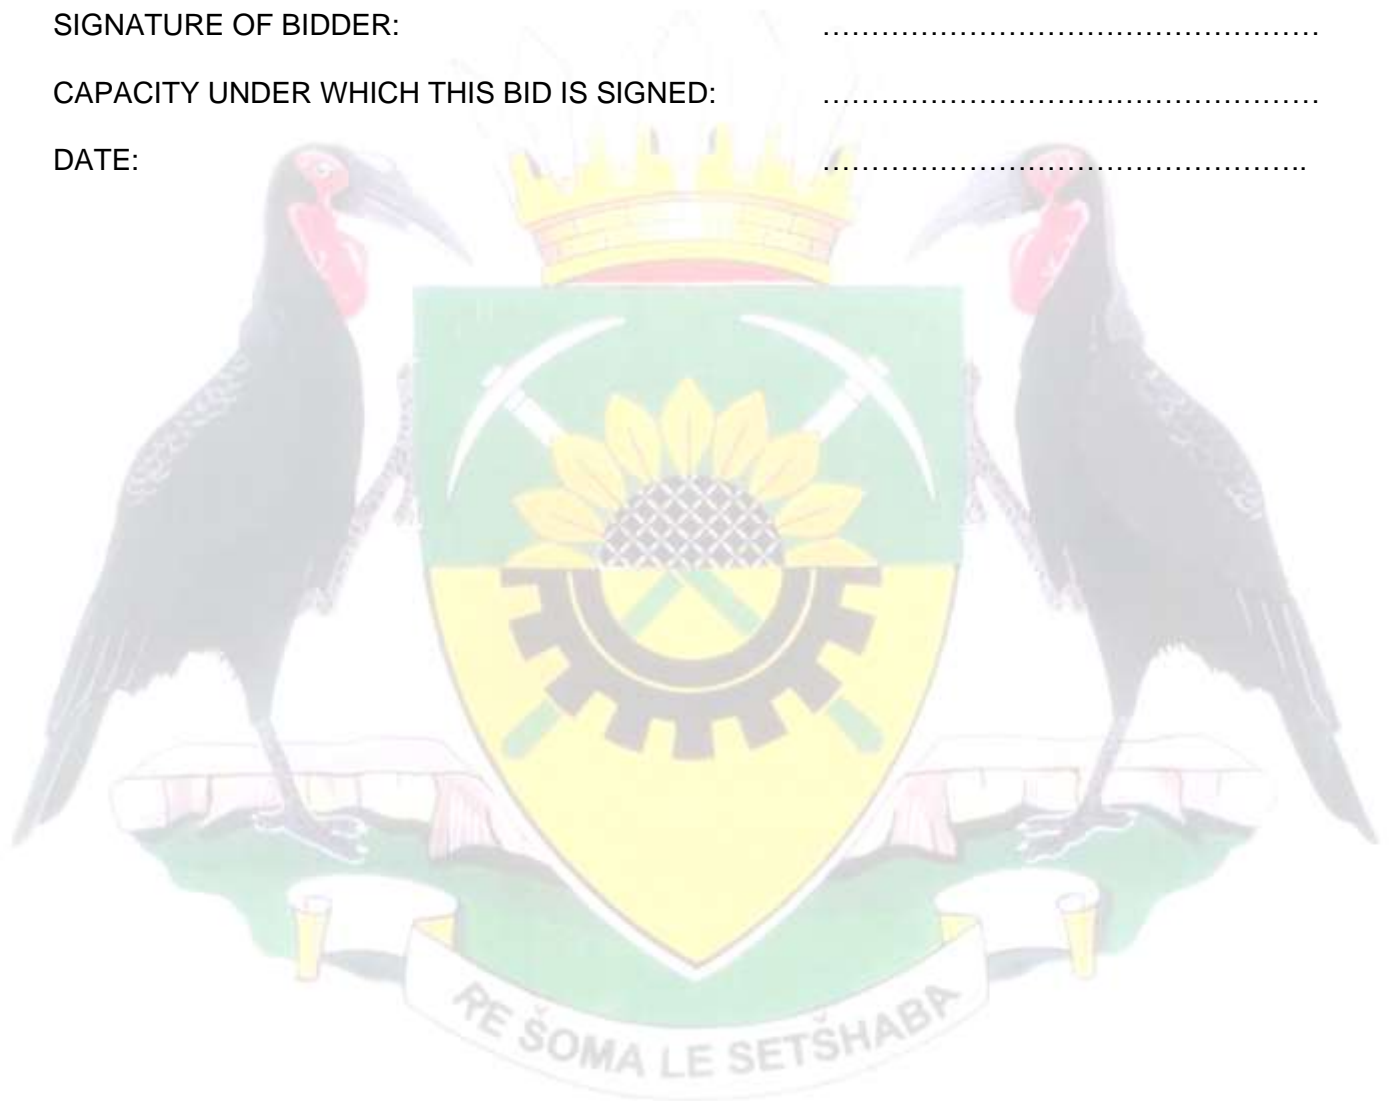 SIGNATURE OF BIDDER: ……………………………………………
CAPACITY UNDER WHICH THIS BID IS SIGNED: ……………………………………………
DATE: …………………………………………..
RE ŠOMA LE SETŠHABA